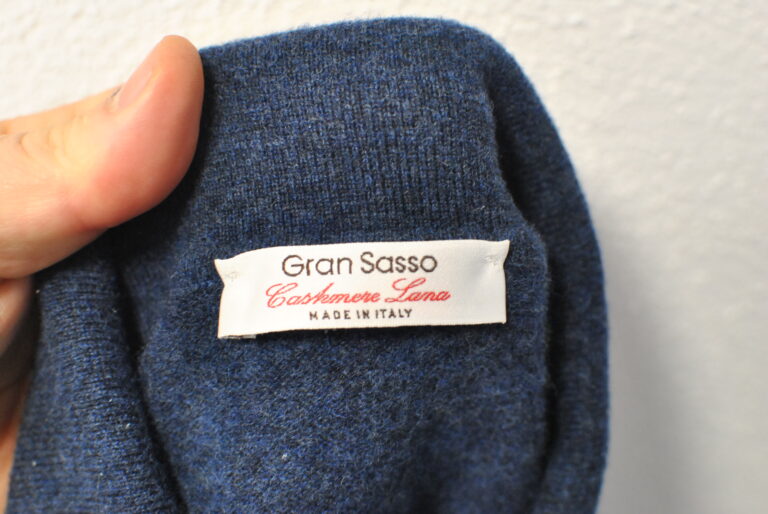 Gran Sasso
Cashmere Lana
MADE IN ITALY